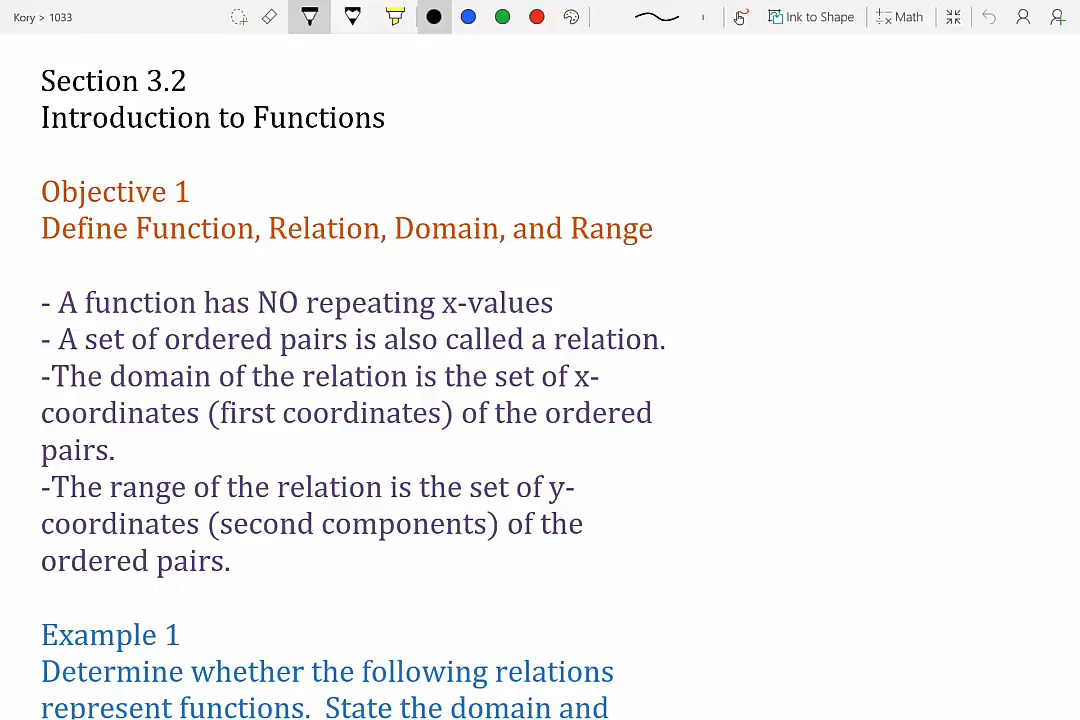 Kory > 1033
Ink to Shape
Math
Section 3.2
Introduction to Functions
Objective 1
Define Function, Relation, Domain, and Range
- A function has NO repeating x-values
- A set of ordered pairs is also called a relation.
-The domain of the relation is the set of x-
coordinates (first coordinates) of the ordered
pairs.
-The range of the relation is the set of y-
coordinates (second components) of the
ordered pairs.
Example 1
Determine whether the following relations
represent functions.  State the domain and